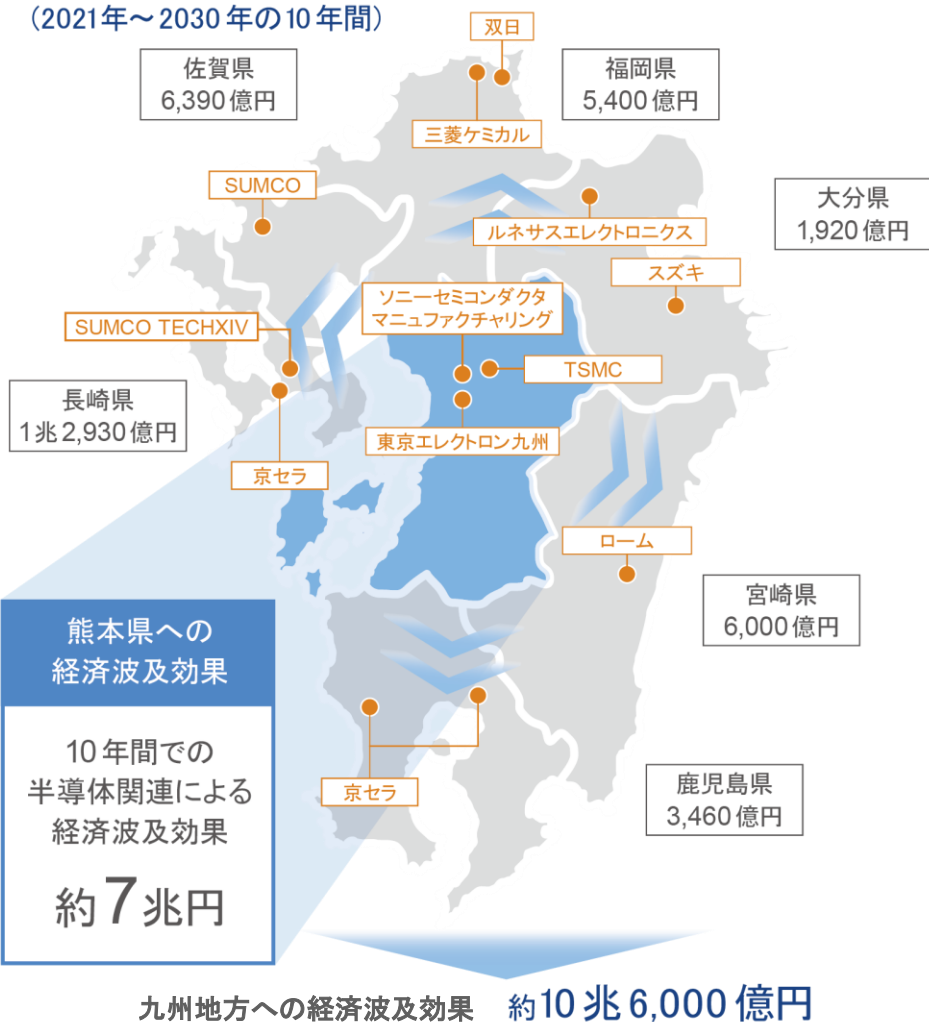 （2021年～2030年の10年間）
双日
佐賀県
6,390億円
福岡県
5,400億円
三菱ケミカル
SUMCO
大分県
1,920億円
ルネサスエレクトロニクス
スズキ
ソニーセミコンダクタ
マニュファクチャリング
SUMCO TECHXIV
TSMC
長崎県
1兆2,930億円
東京エレクトロン九州
京セラ
ローム
宮崎県
6,000億円
熊本県への
経済波及効果
10年間での
半導体関連による
経済波及効果
約7兆円
京セラ
鹿児島県
3,460億円
九州地方への経済波及効果 約10兆6,000億円